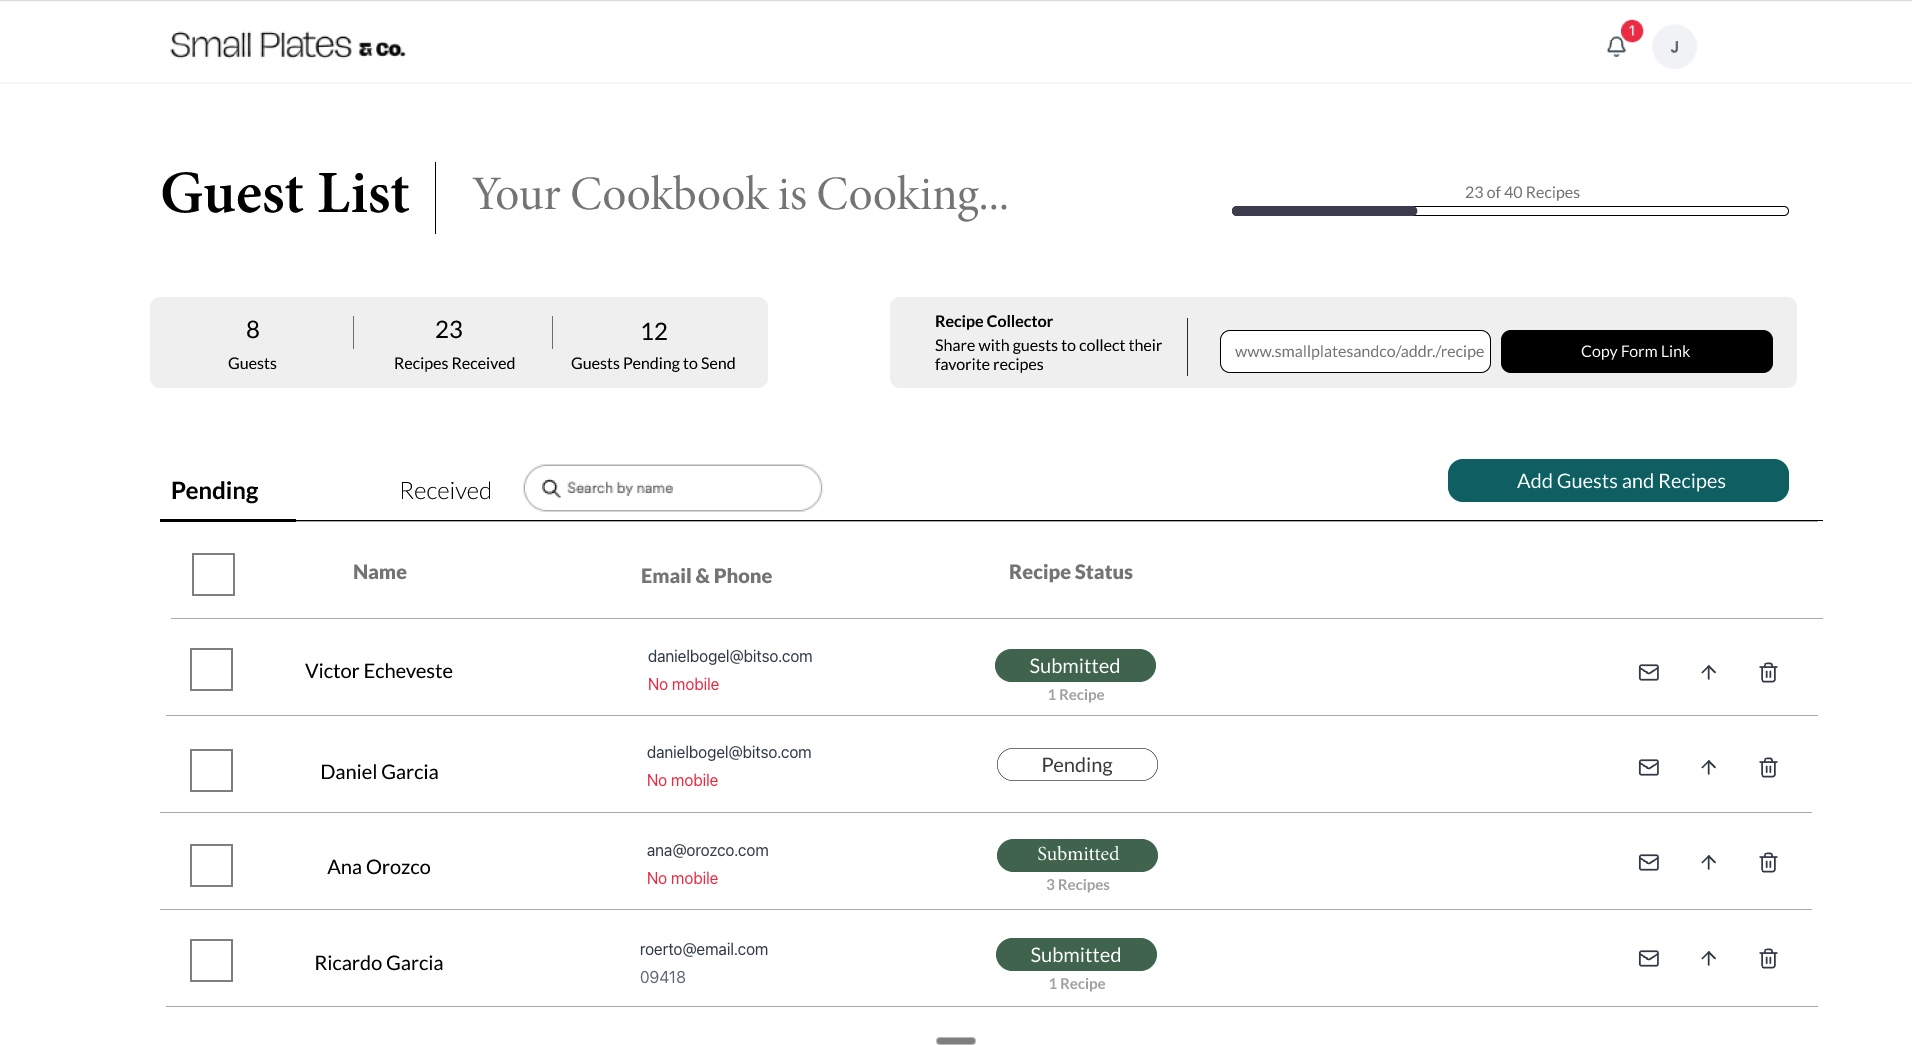 Small Plates & Co.
1
J
Guest List
Your Cookbook is Cooking...
23 of 40 Recipes
8
Guests
23
Recipes Received
12
Guests Pending to Send
Recipe Collector
Share with guests to collect their
favorite recipes
www.smallplatesandco/addr./recipe
Copy Form Link
Pending
Received
Search by name
Add Guests and Recipes
Name
Email & Phone
Recipe Status
Victor Echeveste
danielbogel@bitso.com
No mobile
Submitted
1 Recipe
Daniel Garcia
danielbogel@bitso.com
No mobile
Pending
Ana Orozco
ana@orozco.com
No mobile
Submitted
3 Recipes
Ricardo Garcia
roerto@email.com
09418
Submitted
1 Recipe